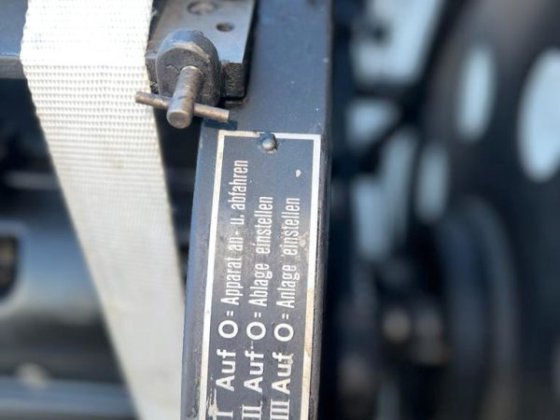 I Auf O = Apparat an- u. abfahren
II Auf O = Ablage einstellen
III Auf O = Anlage einstellen